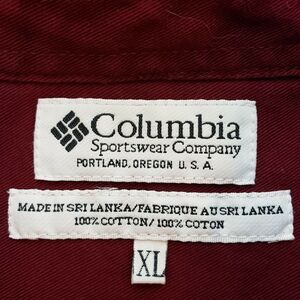 Columbia
Sportswear Company
PORTLAND, OREGON U. S. A.
MADE IN SRI LANKA/FABRIQUE AU SRI LANKA
100% COTTON/ 100% COTON
XL